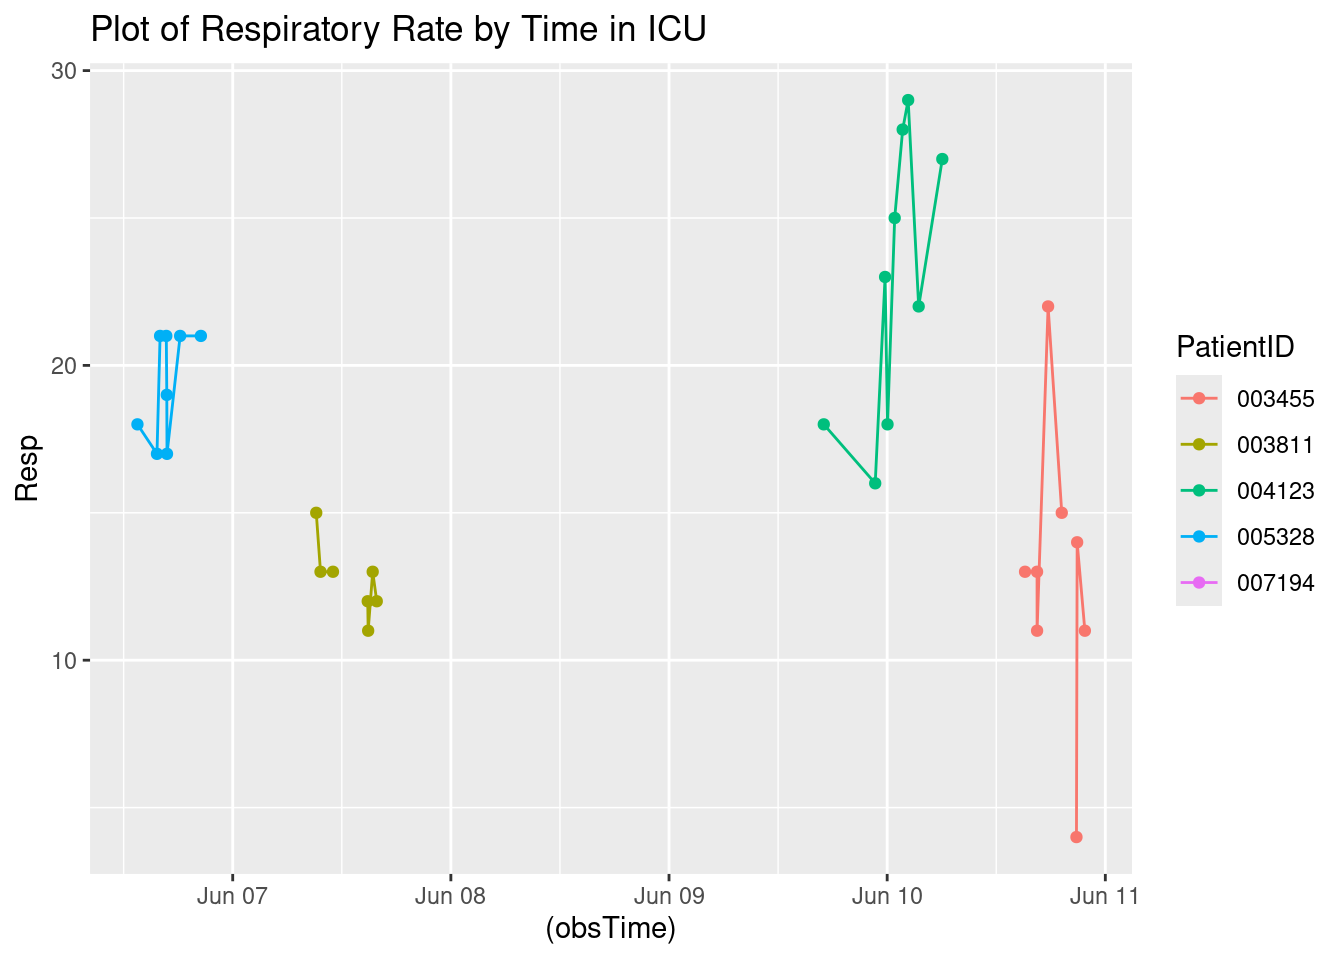 Plot of Respiratory Rate by Time in ICU
30
20
10
Resp
Jun 07
Jun 08
Jun 09
Jun 10
Jun 11
(obsTime)
PatientID
003455
003811
004123
005328
007194